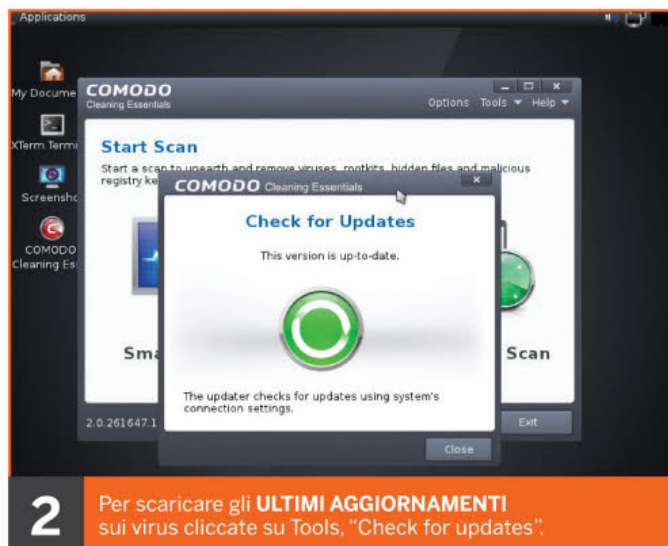 Applications
My Docume
XTerm Termi
Screensho
COMODO
Cleaning Es
COMODO
Cleaning Essentials
Options Tools Help
Start Scan
Start a scan to unearth and remove viruses, rootkits, hidden files and malicious
registry ke
COMODO Cleaning Essentials
Check for Updates
This version is up-to-date.
The updater checks for updates using system's
connection settings.
Close
Sma
Scan
2.0.261647.1
Exit
2
Per scaricare gli ULTIMI AGGIORNAMENTI
sui virus cliccate su Tools, “Check for updates”.